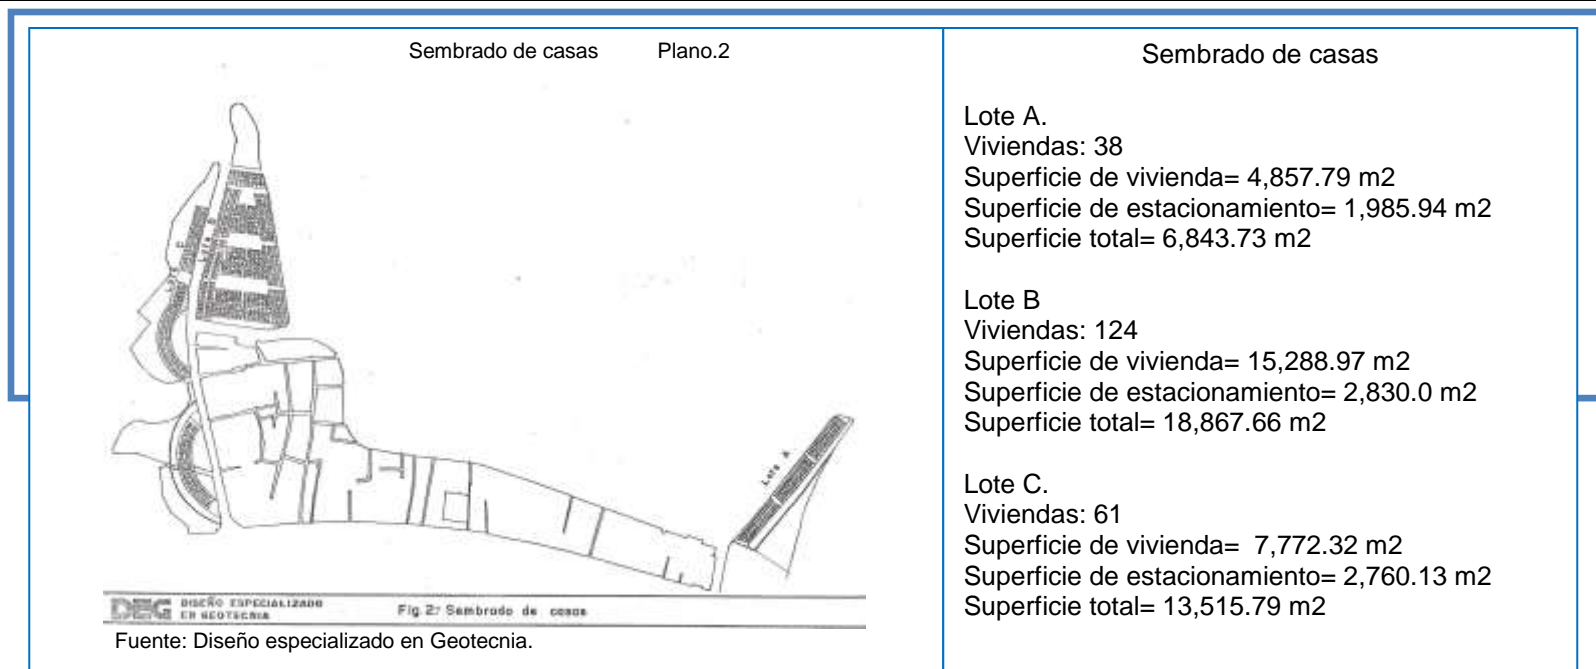 Sembrado de casas Plano.2
Lote B
Lote A
DEG DISEÑO ESPECIALIZADO
EN GEOTECNIA
Fig. 2: Sembrado de casas
Fuente: Diseño especializado en Geotecnia.
Sembrado de casas
Lote A.
Viviendas: 38
Superficie de vivienda= 4,857.79 m2
Superficie de estacionamiento= 1,985.94 m2
Superficie total= 6,843.73 m2
Lote B
Viviendas: 124
Superficie de vivienda= 15,288.97 m2
Superficie de estacionamiento= 2,830.0 m2
Superficie total= 18,867.66 m2
Lote C.
Viviendas: 61
Superficie de vivienda= 7,772.32 m2
Superficie de estacionamiento= 2,760.13 m2
Superficie total= 13,515.79 m2